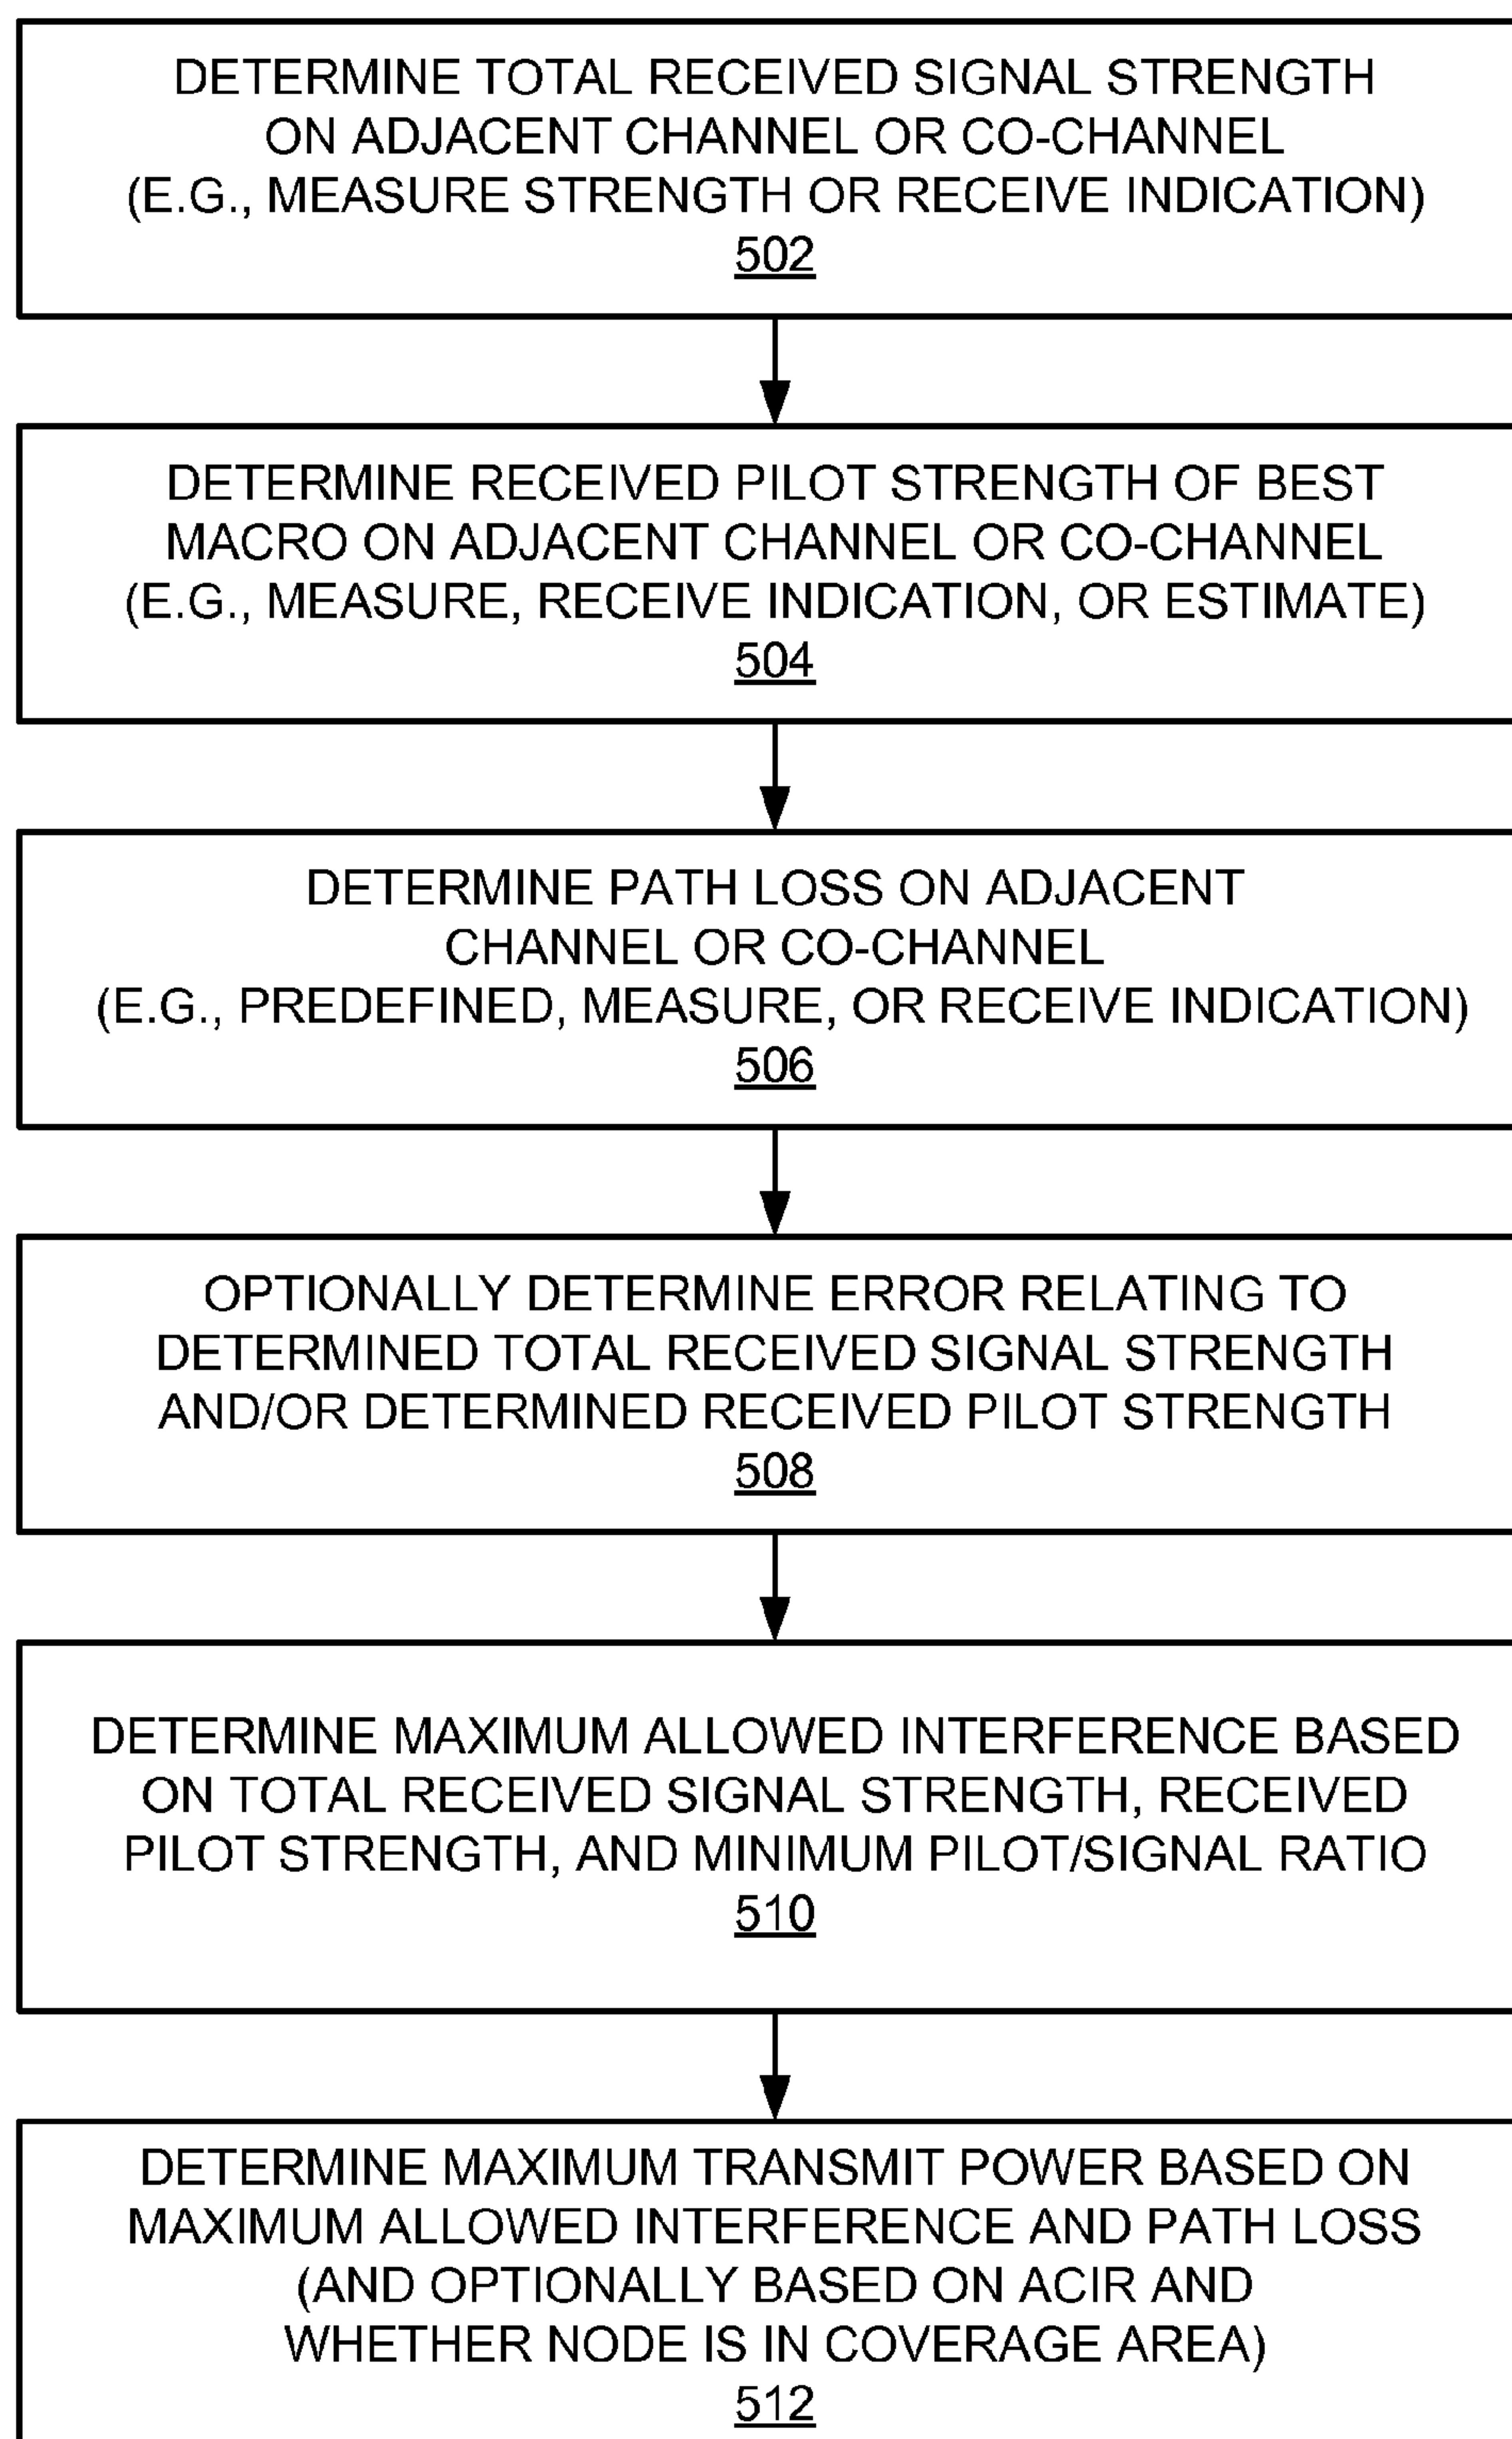 DETERMINE TOTAL RECEIVED SIGNAL STRENGTH
ON ADJACENT CHANNEL OR CO-CHANNEL
(E.G., MEASURE STRENGTH OR RECEIVE INDICATION)
502
DETERMINE RECEIVED PILOT STRENGTH OF BEST
MACRO ON ADJACENT CHANNEL OR CO-CHANNEL
(E.G., MEASURE, RECEIVE INDICATION, OR ESTIMATE)
504
DETERMINE PATH LOSS ON ADJACENT
CHANNEL OR CO-CHANNEL
(E.G., PREDEFINED, MEASURE, OR RECEIVE INDICATION)
506
OPTIONALLY DETERMINE ERROR RELATING TO
DETERMINED TOTAL RECEIVED SIGNAL STRENGTH
AND/OR DETERMINED RECEIVED PILOT STRENGTH
508
DETERMINE MAXIMUM ALLOWED INTERFERENCE BASED
ON TOTAL RECEIVED SIGNAL STRENGTH, RECEIVED
PILOT STRENGTH, AND MINIMUM PILOT/SIGNAL RATIO
510
DETERMINE MAXIMUM TRANSMIT POWER BASED ON
MAXIMUM ALLOWED INTERFERENCE AND PATH LOSS
(AND OPTIONALLY BASED ON ACIR AND
WHETHER NODE IS IN COVERAGE AREA)
512